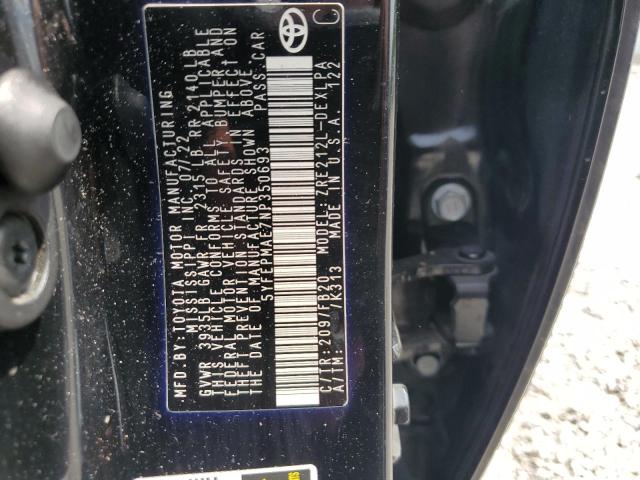 MFD.BY: TOYOTA MOTOR MANUFACTURING
MISSISSIPPI INC. 07/22
GVWR 3935LB GAWR FR 2315LB RR 2140LB
THIS VEHICLE CONFORMS TO ALL APPLICABLE
FEDERAL MOTOR VEHICLE SAFETY BUMPER AND
THEFT PREVENTION STANDARDS IN EFFECT ON
THE DATE OF MANUFACTURE SHOWN ABOVE.
5YFEPMAE7NP350693 PASS.CAR
C/TR: 209/FB20 MODEL: ZRE212L-DEXLPA
A/TM: /K313 MADE IN U.S.A. 122
C